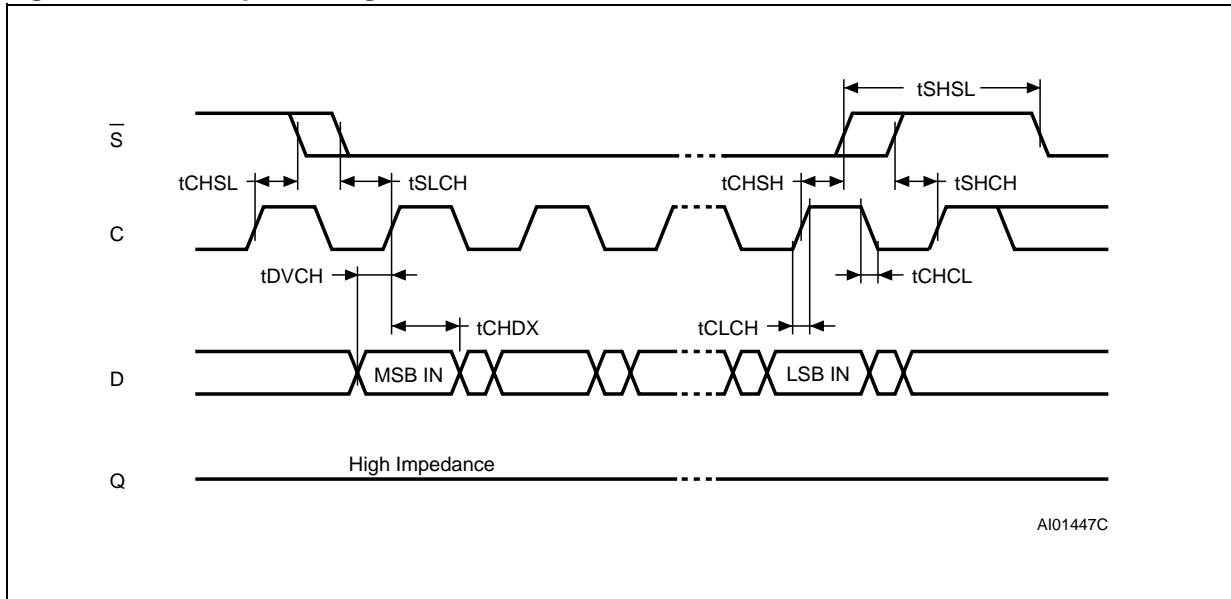 tSHSL
S
tCHSL
tSLCH
tCHSH
tSHCH
C
tDVCH
tCHCL
tCHDX
tCLCH
D
MSB IN
LSB IN
High Impedance
Q
AI01447C